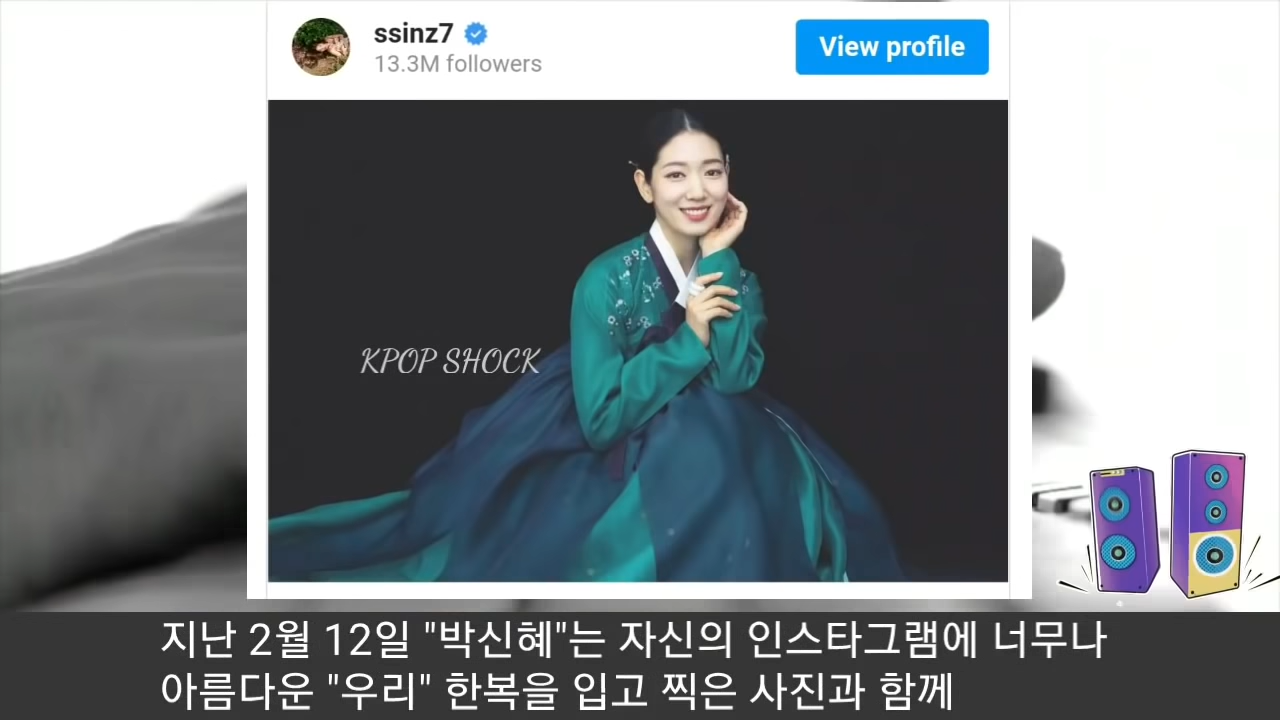 ssinz7
13.3M followers
View profile
KPOP SHOCK
지난 2월 12일 "박신혜"는 자신의 인스타그램에 너무나
아름다운 "우리" 한복을 입고 찍은 사진과 함께